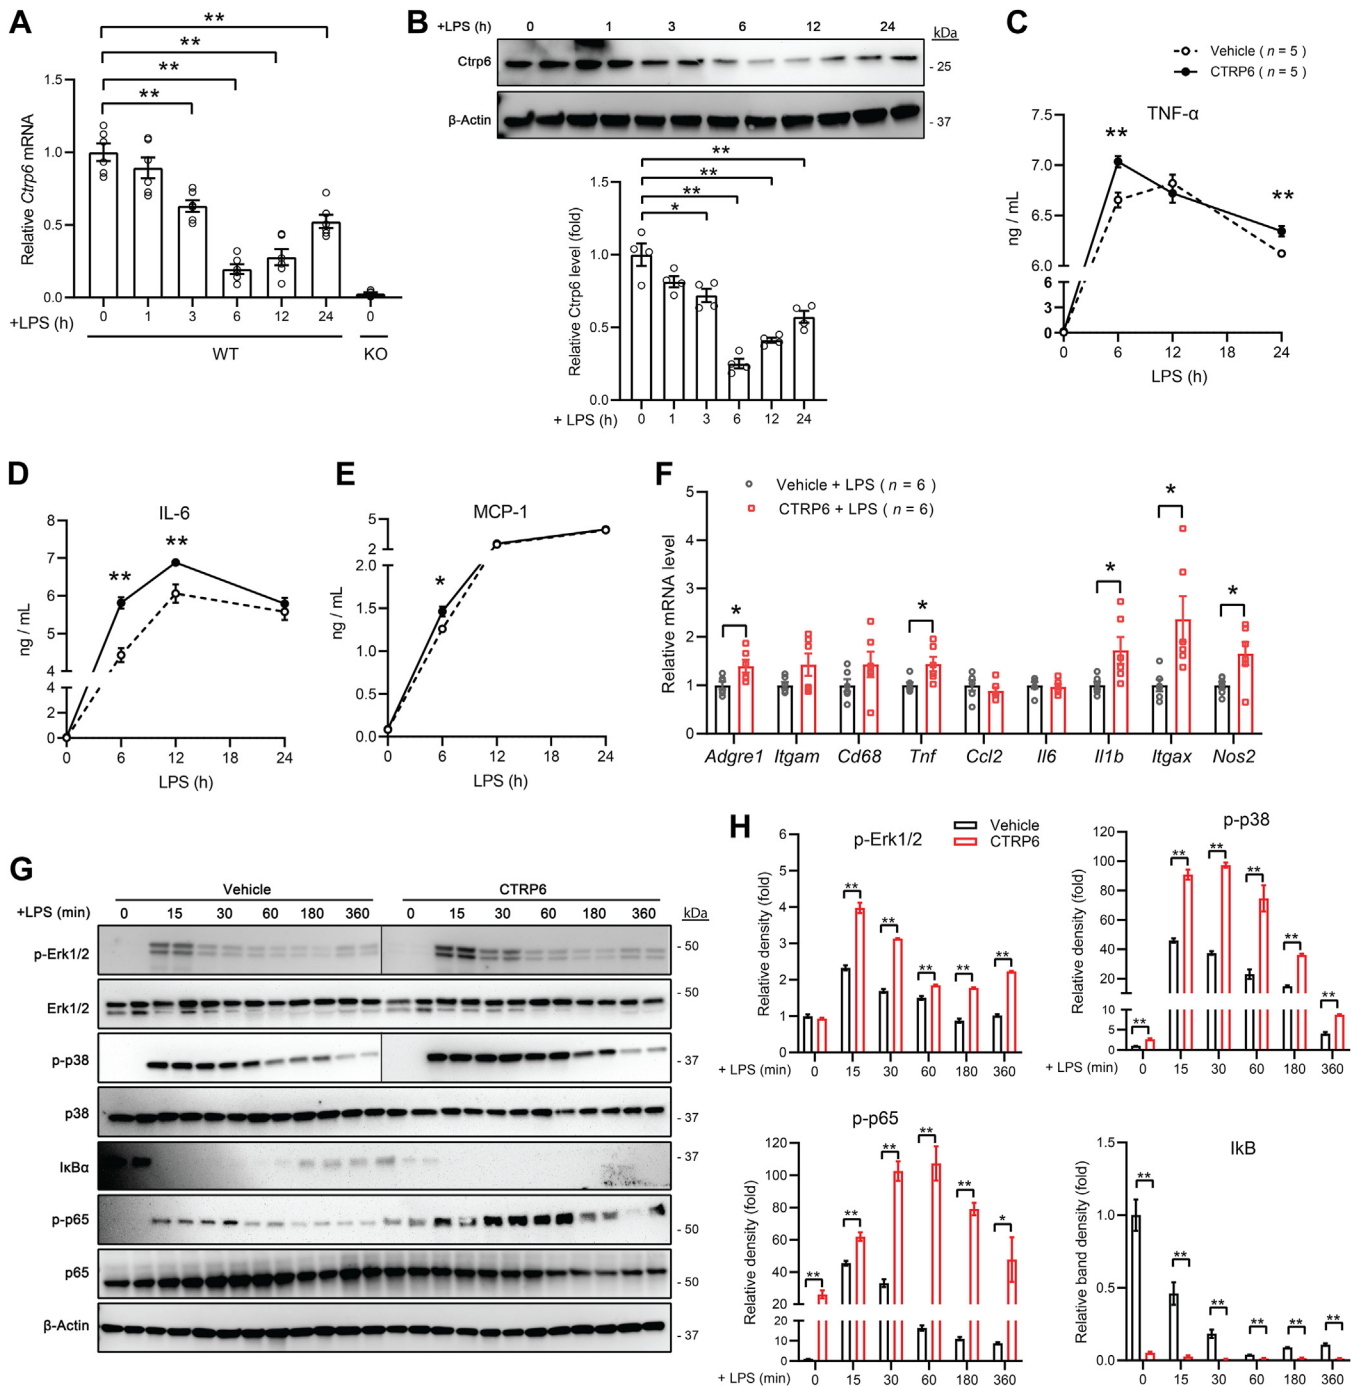 A
**
**
**
**
Relative Ctrp6 mRNA
1.5
1.0
0.5
0.0
+LPS (h)
0 1 3 6 12 24 0
WT KO
B
+LPS (h) 0 1 3 6 12 24 kDa
Ctrp6 - 25
β-Actin - 37
**
**
**
*
Relative Ctrp6 level (fold)
1.5
1.0
0.5
0.0
+ LPS (h) 0 1 3 6 12 24
C
Vehicle ( n = 5 )
CTRP6 ( n = 5 )
TNF-α
ng / mL
7.5
7.0
6.5
6.0
6
3
0
** **
0 6 12 18 24
LPS (h)
D
IL-6
ng / mL
8
7
6
5
4
4
2
0
** **
0 6 12 18 24
LPS (h)
E
MCP-1
ng / mL
5
2
2.0
1.5
1.0
0.5
0.0
*
0 6 12 18 24
LPS (h)
F
Vehicle + LPS ( n = 6 )
CTRP6 + LPS ( n = 6)
Relative mRNA level
5
4
3
2
1
0
* * * * *
Adgre1 Itgam Cd68 Tnf Ccl2 Il6 Il1b Itgax Nos2
G
Vehicle CTRP6
+LPS (min) 0 15 30 60 180 360 0 15 30 60 180 360 kDa
p-Erk1/2 - 50
Erk1/2 - 50
p-p38 - 37
p38 - 37
IκBα - 37
p-p65 - 50
p65 - 50
β-Actin - 37
H
Vehicle
CTRP6
p-Erk1/2
Relative density (fold)
6
5
4
3
2
1
0
** ** ** ** **
+ LPS (min) 0 15 30 60 180 360
p-p38
Relative density (fold)
120
100
80
60
40
20
10
5
0
** ** ** ** ** **
+ LPS (min) 0 15 30 60 180 360
p-p65
Relative density (fold)
120
100
80
60
40
20
20
10
0
** ** ** ** ** *
+ LPS (min) 0 15 30 60 180 360
IkB
Relative band density (fold)
1.5
1.0
0.5
0.0
** ** ** ** ** **
0 15 30 60 180 360